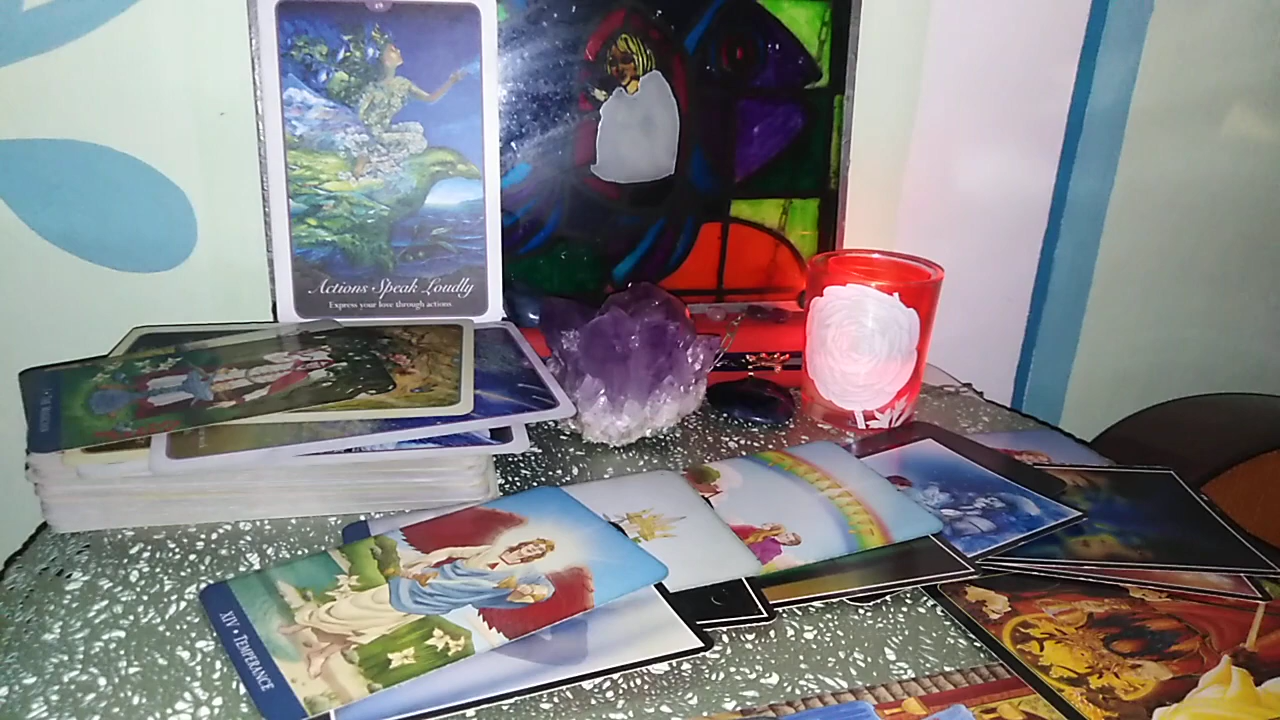 Actions Speak Loudly
Express your love through actions
XIV • TEMPERANCE